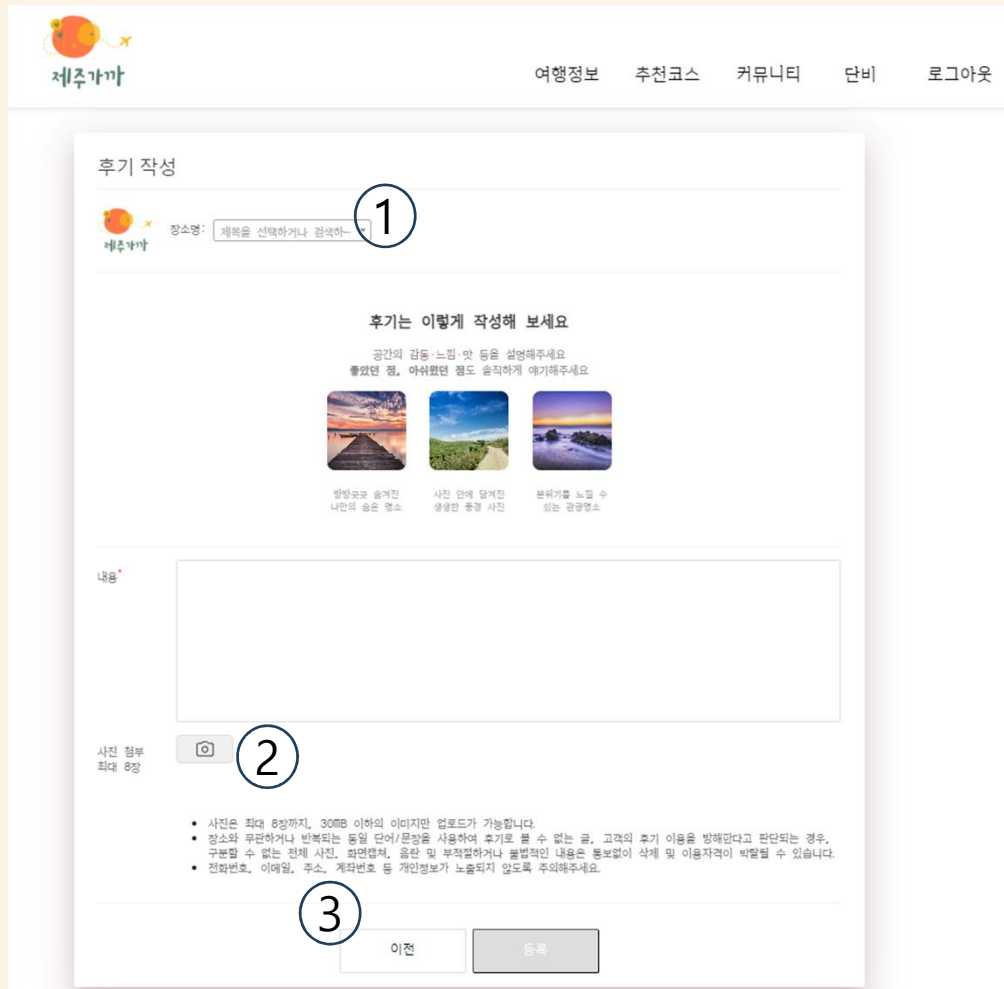 제주가까
여행정보 추천코스 커뮤니티 단비 로그아웃
후기 작성
제주가까
장소명: 제목을 선택하거나 검색하~
1
후기는 이렇게 작성해 보세요
공간의 감동·느낌·맛 등을 설명해주세요
좋았던 점, 아쉬웠던 점도 솔직하게 얘기해주세요
방방곳곳 숨겨진 사진 안에 담겨진 분위기를 느낄 수
나만의 숨은 명소 생생한 풍경 사진 있는 관광명소
내용*
사진 첨부
최대 8장
2
• 사진은 최대 8장까지, 30MB 이하의 이미지만 업로드가 가능합니다.
• 장소와 무관하거나 반복되는 동일 단어/문장을 사용하여 후기로 볼 수 없는 글, 고객의 후기 이용을 방해한다고 판단되는 경우,
구분할 수 없는 전체 사진, 화면캡쳐, 음란 및 부적절하거나 불법적인 내용은 통보없이 삭제 및 이용자격이 박탈될 수 있습니다.
• 전화번호, 이메일, 주소, 계좌번호 등 개인정보가 노출되지 않도록 주의해주세요.
3
이전 등록